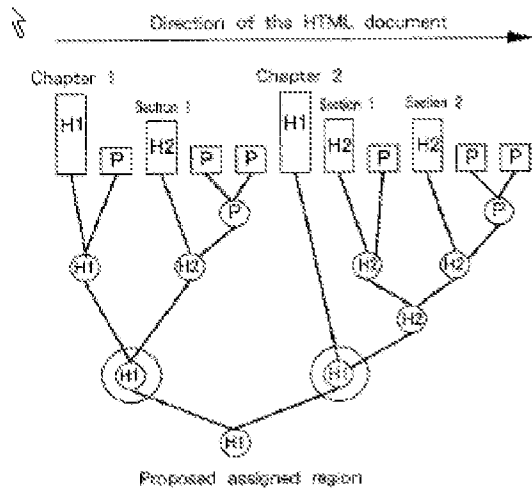 Direction of the HTML document
Chapter 1
Chapter 2
Section 1
Section 1
Section 2
H1
P
H2
P
P
H1
H2
P
H2
P
P
P
P
H1
H2
H2
H2
H2
H1
H1
H1
Proposed assigned region